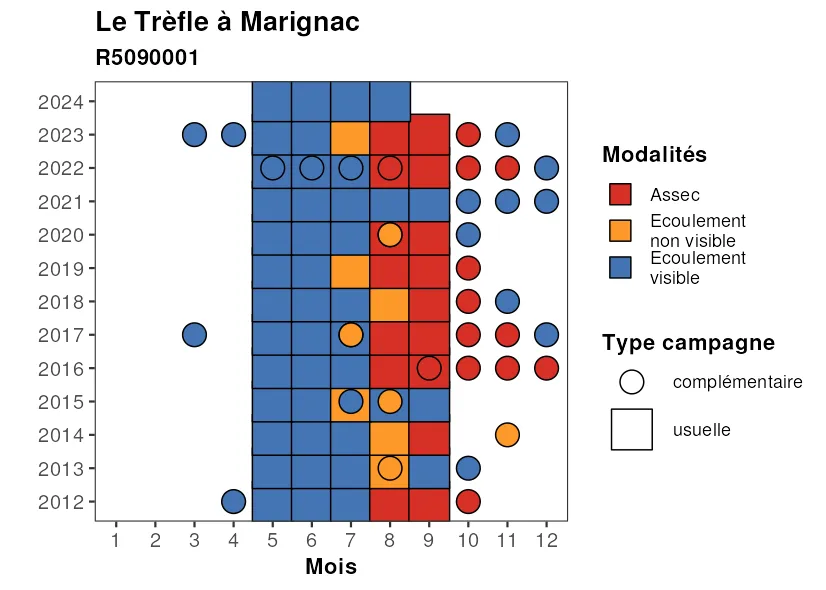 Le Trèfle à Marignac
R5090001
2024
2023
2022
2021
2020
2019
2018
2017
2016
2015
2014
2013
2012
1 2 3 4 5 6 7 8 9 10 11 12
Mois
Modalités
Assec
Ecoulement
non visible
Ecoulement
visible
Type campagne
complémentaire
usuelle